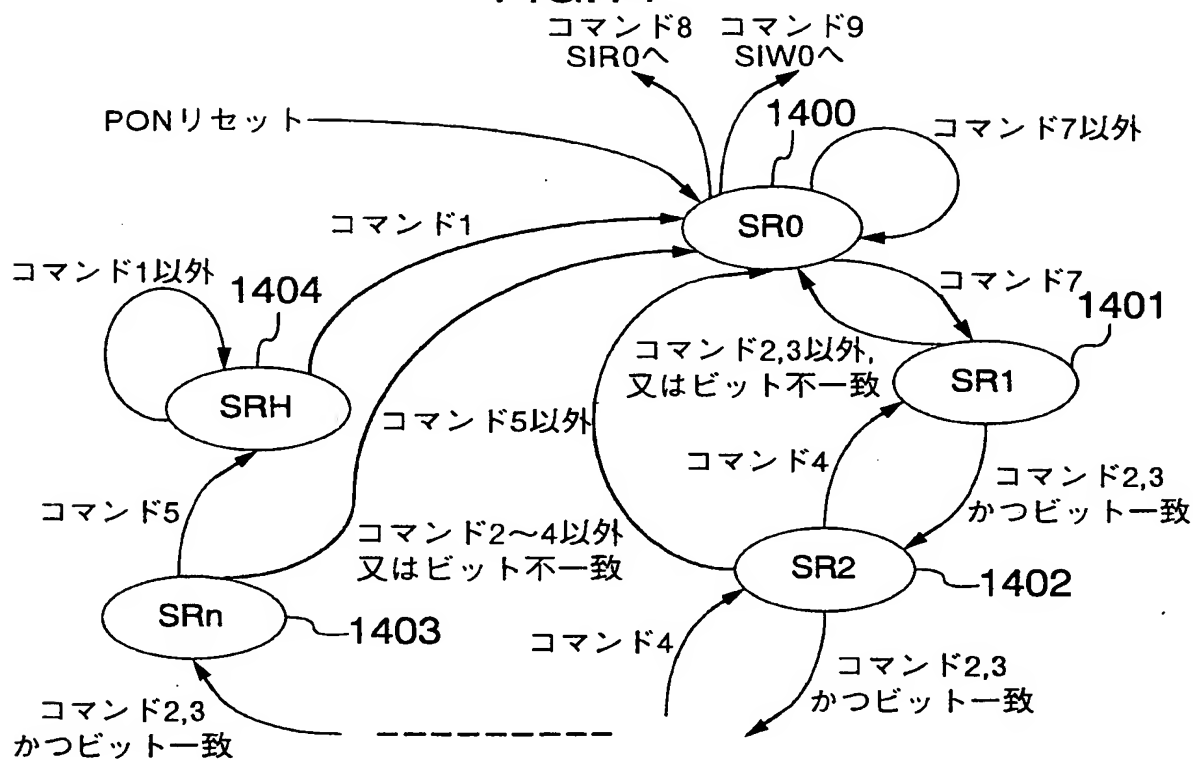 コマンド8
SIR0へ
コマンド9
SIW0へ
PONリセット
1400
コマンド7以外
SR0
コマンド1
コマンド1以外
1404
コマンド7
1401
コマンド2,3以外,
又はビット不一致
SR1
SRH
コマンド5以外
コマンド4
コマンド2,3
かつビット一致
コマンド5
コマンド2〜4以外
又はビット不一致
SR2
1402
SRn
1403
コマンド4
コマンド2,3
かつビット一致
コマンド2,3
かつビット一致